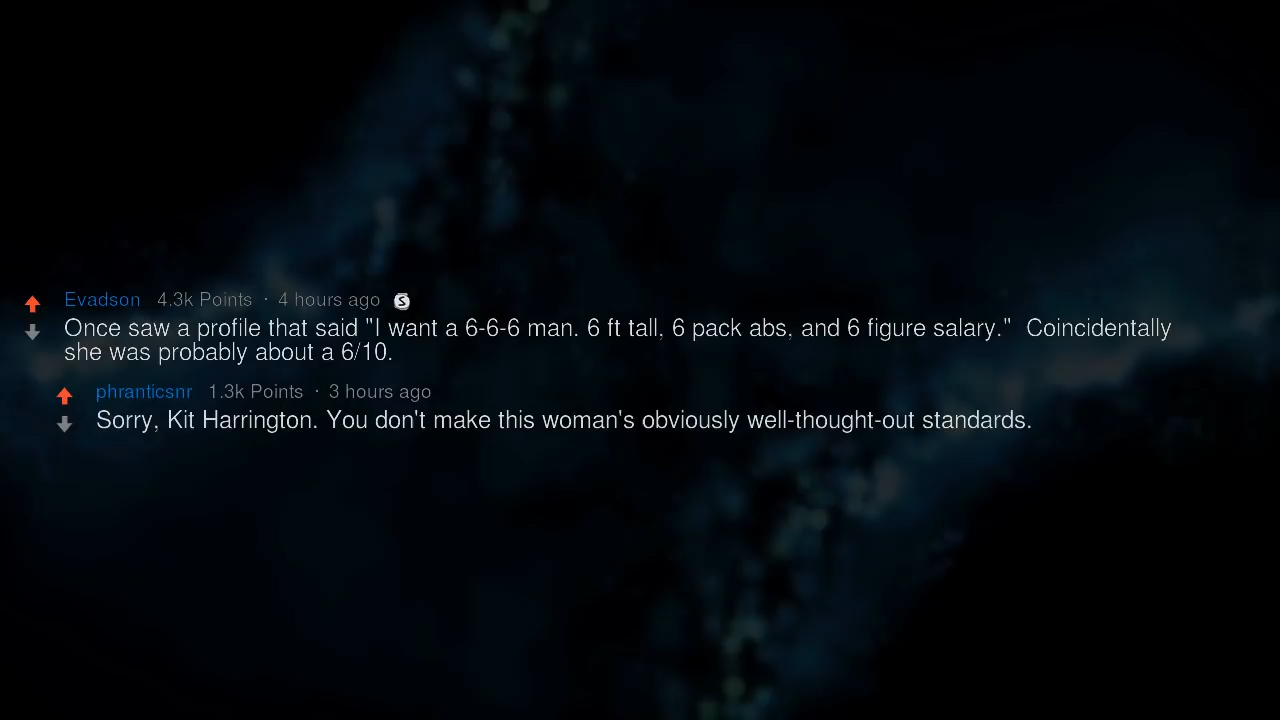 Evadson 4.3k Points · 4 hours ago S
Once saw a profile that said "I want a 6-6-6 man. 6 ft tall, 6 pack abs, and 6 figure salary."  Coincidentally
she was probably about a 6/10.
phranticsnr 1.3k Points · 3 hours ago
Sorry, Kit Harrington. You don't make this woman's obviously well-thought-out standards.